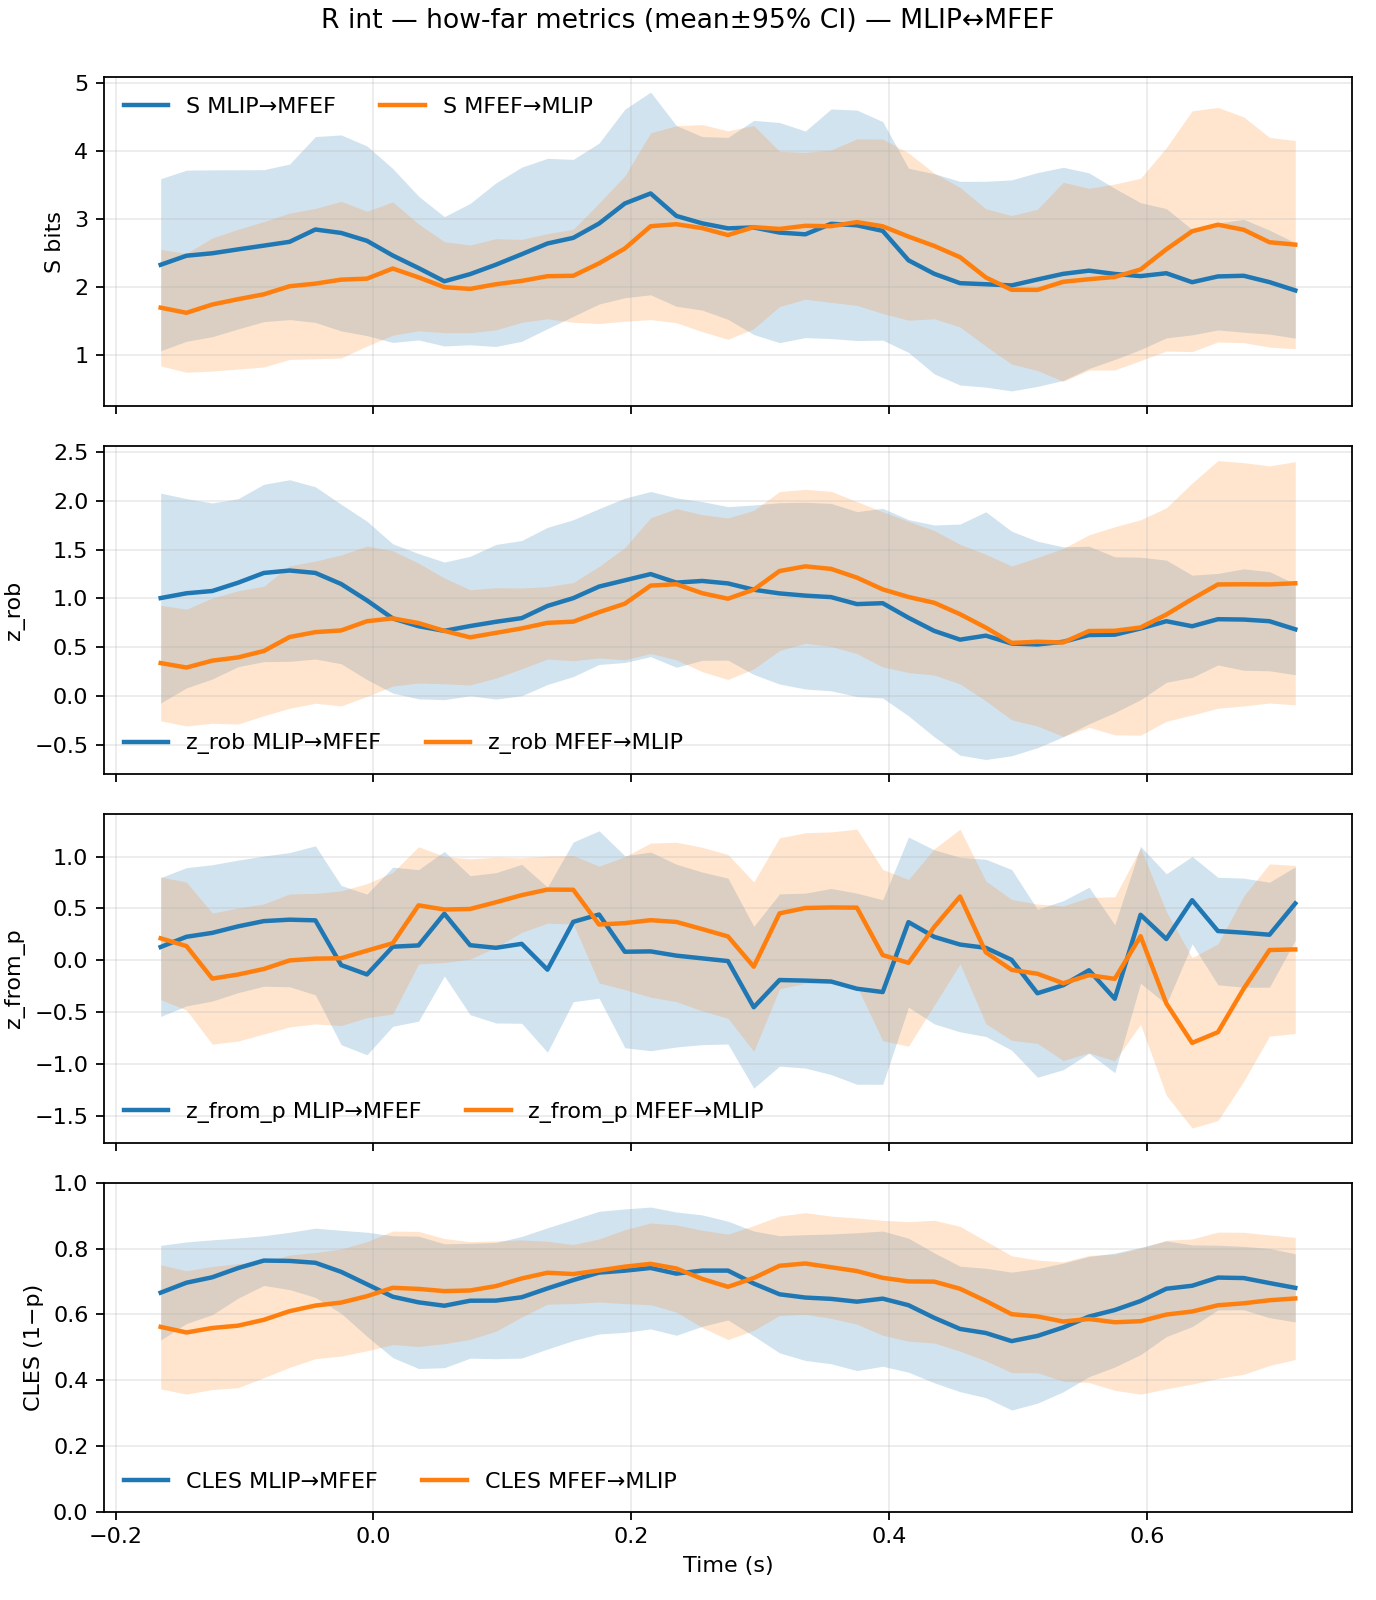 R int — how-far metrics (mean±95% CI) — MLIP↔MFEF
5
4
3
2
1
S bits
S MLIP→MFEF
S MFEF→MLIP
2.5
2.0
1.5
1.0
0.5
0.0
−0.5
z_rob
z_rob MLIP→MFEF
z_rob MFEF→MLIP
1.0
0.5
0.0
−0.5
−1.0
−1.5
z_from_p
z_from_p MLIP→MFEF
z_from_p MFEF→MLIP
1.0
0.8
0.6
0.4
0.2
0.0
CLES (1−p)
CLES MLIP→MFEF
CLES MFEF→MLIP
−0.2
0.0
0.2
0.4
0.6
Time (s)